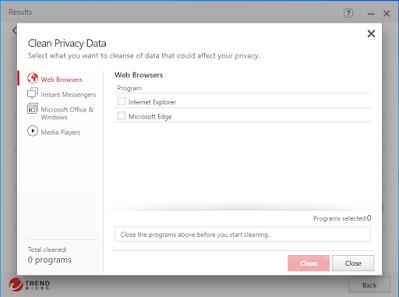 Results
Clean Privacy Data
Select what you want to cleanse of data that could affect your privacy.
Web Browsers
Instant Messengers
Microsoft Office &
Windows
Media Players
Total cleaned:
0 programs
Web Browsers
Program
Internet Explorer
Microsoft Edge
Programs selected:0
Close the programs above before you start cleaning.
Clean
Close
TREND
MICRO
Back